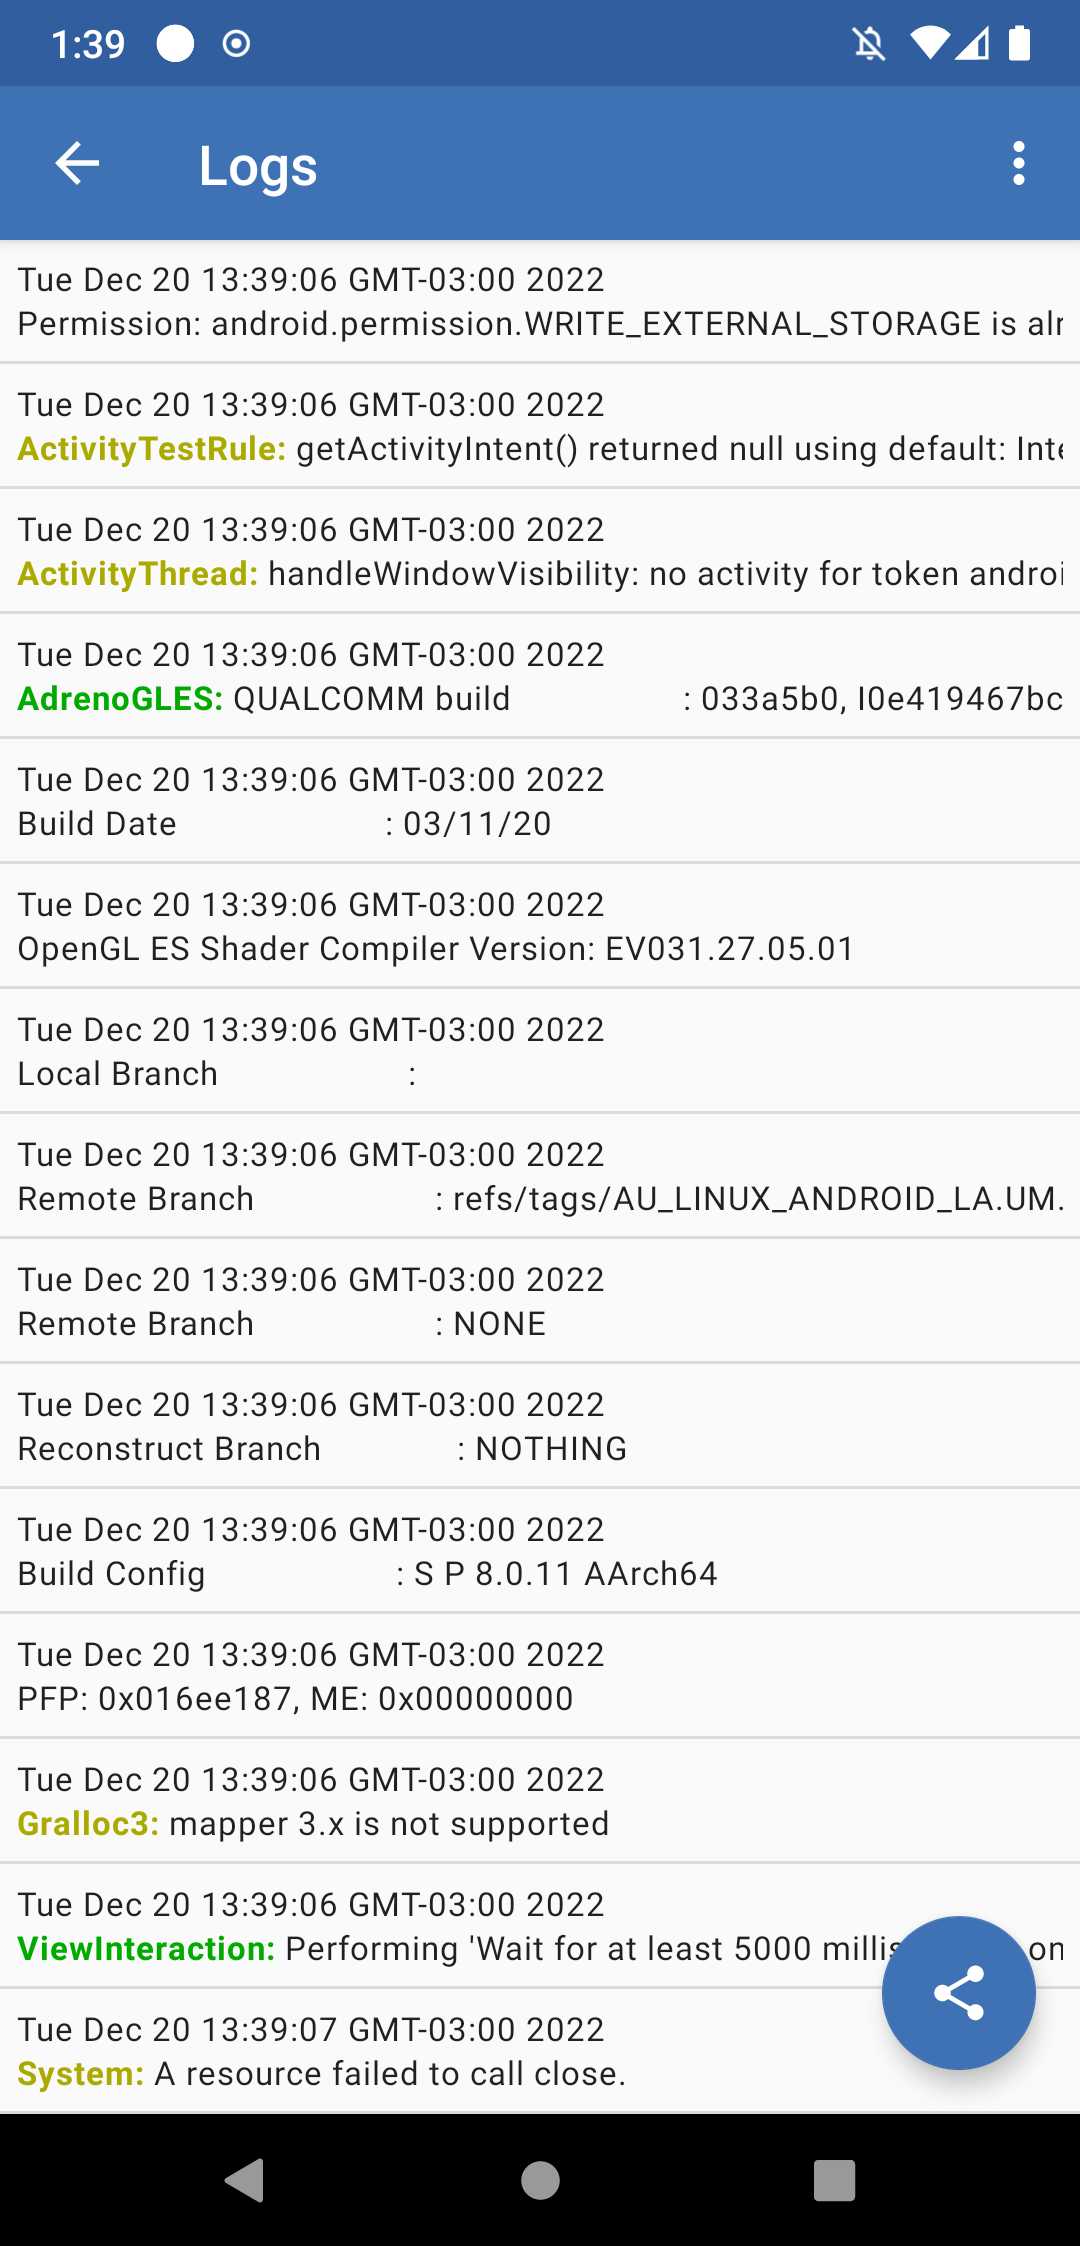 1:39
Logs
Tue Dec 20 13:39:06 GMT-03:00 2022
Permission: android.permission.WRITE_EXTERNAL_STORAGE is alr
Tue Dec 20 13:39:06 GMT-03:00 2022
ActivityTestRule: getActivityIntent() returned null using default: Inte
Tue Dec 20 13:39:06 GMT-03:00 2022
ActivityThread: handleWindowVisibility: no activity for token androi
Tue Dec 20 13:39:06 GMT-03:00 2022
AdrenoGLES: QUALCOMM build : 033a5b0, I0e419467bc
Tue Dec 20 13:39:06 GMT-03:00 2022
Build Date : 03/11/20
Tue Dec 20 13:39:06 GMT-03:00 2022
OpenGL ES Shader Compiler Version: EV031.27.05.01
Tue Dec 20 13:39:06 GMT-03:00 2022
Local Branch :
Tue Dec 20 13:39:06 GMT-03:00 2022
Remote Branch : refs/tags/AU_LINUX_ANDROID_LA.UM.
Tue Dec 20 13:39:06 GMT-03:00 2022
Remote Branch : NONE
Tue Dec 20 13:39:06 GMT-03:00 2022
Reconstruct Branch : NOTHING
Tue Dec 20 13:39:06 GMT-03:00 2022
Build Config : S P 8.0.11 AArch64
Tue Dec 20 13:39:06 GMT-03:00 2022
PFP: 0x016ee187, ME: 0x00000000
Tue Dec 20 13:39:06 GMT-03:00 2022
Gralloc3: mapper 3.x is not supported
Tue Dec 20 13:39:06 GMT-03:00 2022
ViewInteraction: Performing 'Wait for at least 5000 millis on
Tue Dec 20 13:39:07 GMT-03:00 2022
System: A resource failed to call close.